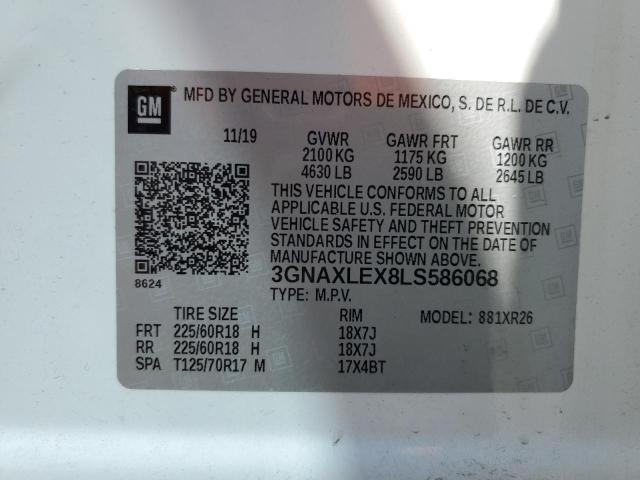 GM ® MFD BY GENERAL MOTORS DE MEXICO, S. DE R.L. DE C.V.
11/19 GVWR GAWR FRT GAWR RR
2100 KG 1175 KG 1200 KG
4630 LB 2590 LB 2645 LB
THIS VEHICLE CONFORMS TO ALL
APPLICABLE U.S. FEDERAL MOTOR
VEHICLE SAFETY AND THEFT PREVENTION
STANDARDS IN EFFECT ON THE DATE OF
MANUFACTURE SHOWN ABOVE.
8624 3GNAXLEX8LS586068
TYPE: M.P.V.
TIRE SIZE RIM MODEL: 881XR26
FRT 225/60R18 H 18X7J
RR 225/60R18 H 18X7J
SPA T125/70R17 M 17X4BT